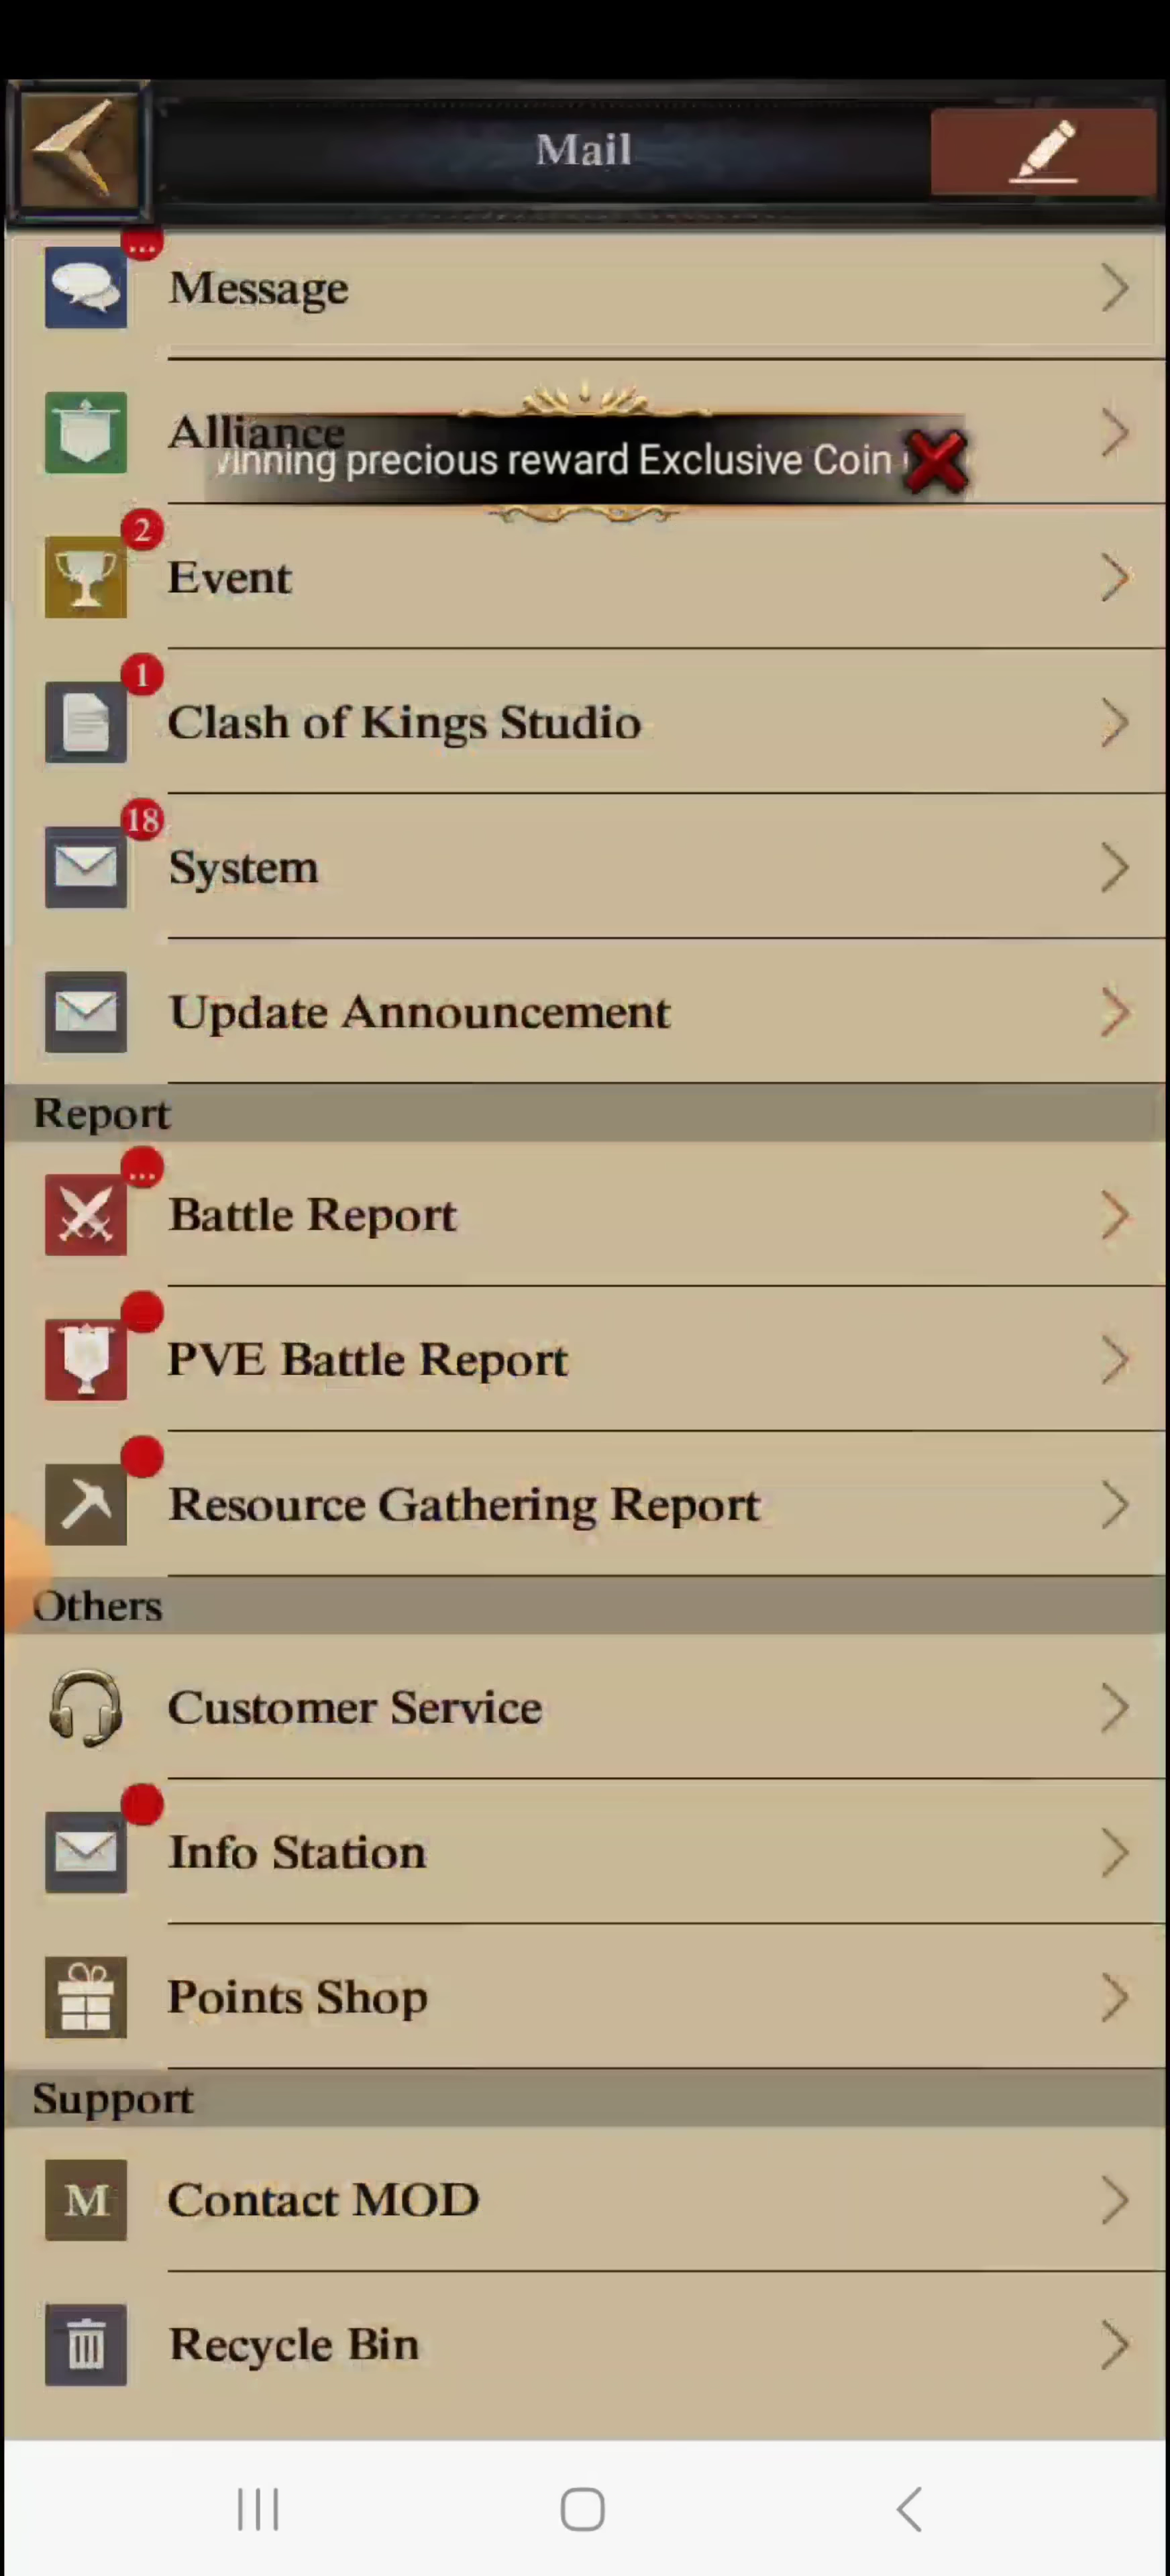 Mail
...
Message
Alliance
inning precious reward Exclusive Coin
2
Event
1
Clash of Kings Studio
18
System
Update Announcement
Report
...
Battle Report
PVE Battle Report
Resource Gathering Report
Others
Customer Service
Info Station
Points Shop
Support
M
Contact MOD
Recycle Bin